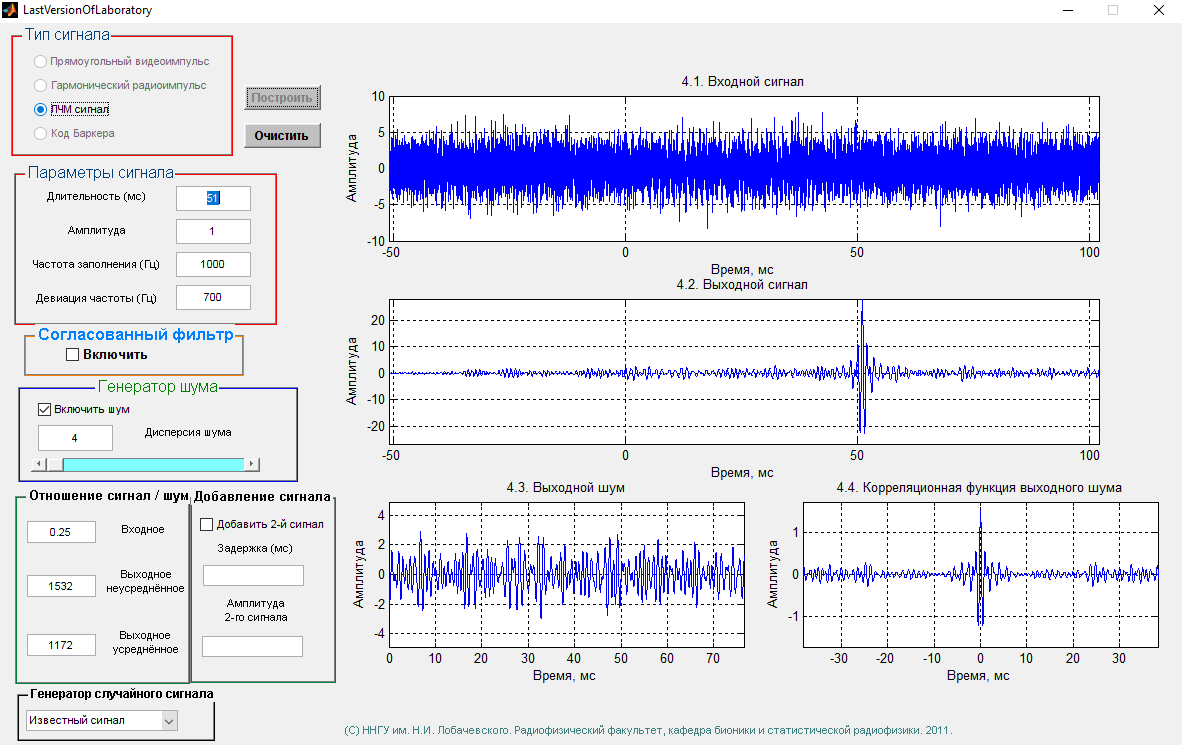 LastVersionOfLaboratory
Тип сигнала
Прямоугольный видеоимпульс
Гармонический радиоимпульс
ЛЧМ сигнал
Код Баркера
Построить
Очистить
Параметры сигнала
Длительность (мс)
51
Амплитуда
1
Частота заполнения (Гц)
1000
Девиация частоты (Гц)
700
Согласованный фильтр
Включить
Генератор шума
Включить шум
4
Дисперсия шума
Отношение сигнал / шум
0.25
Входное
1532
Выходное
неусреднённое
1172
Выходное
усреднённое
Добавление сигнала
Добавить 2-й сигнал
Задержка (мс)
Амплитуда
2-го сигнала
Генератор случайного сигнала
Известный сигнал
4.1. Входной сигнал
Амплитуда
10
5
0
-5
-10
-50 0 50 100
Время, мс
4.2. Выходной сигнал
Амплитуда
20
10
0
-10
-20
-50 0 50 100
Время, мс
4.3. Выходной шум
Амплитуда
4
2
0
-2
-4
0 10 20 30 40 50 60 70
Время, мс
4.4. Корреляционная функция выходного шума
Амплитуда
1
0
-1
-30 -20 -10 0 10 20 30
Время, мс
(С) ННГУ им. Н.И. Лобачевского. Радиофизический факультет, кафедра бионики и статистической радиофизики. 2011.